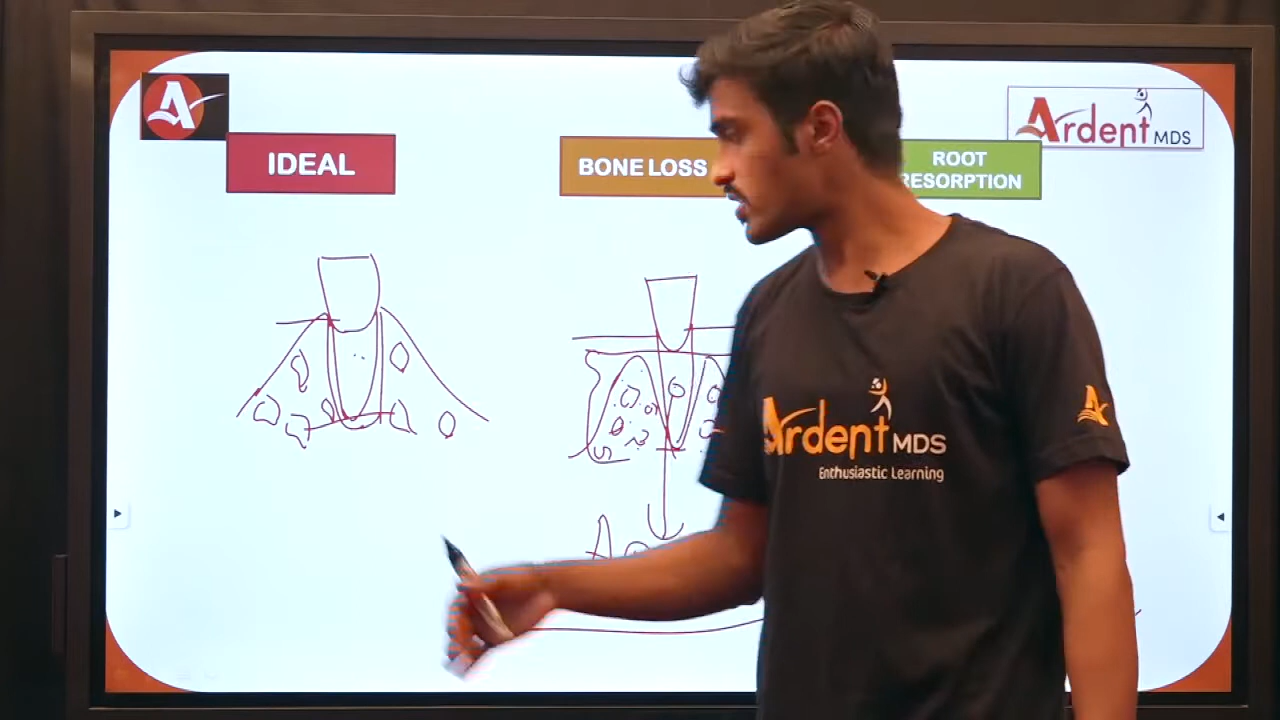 IDEAL
BONE LOSS
ROOT
RESORPTION
Ardent MDS
Ardent MDS
Enthusiastic Learning